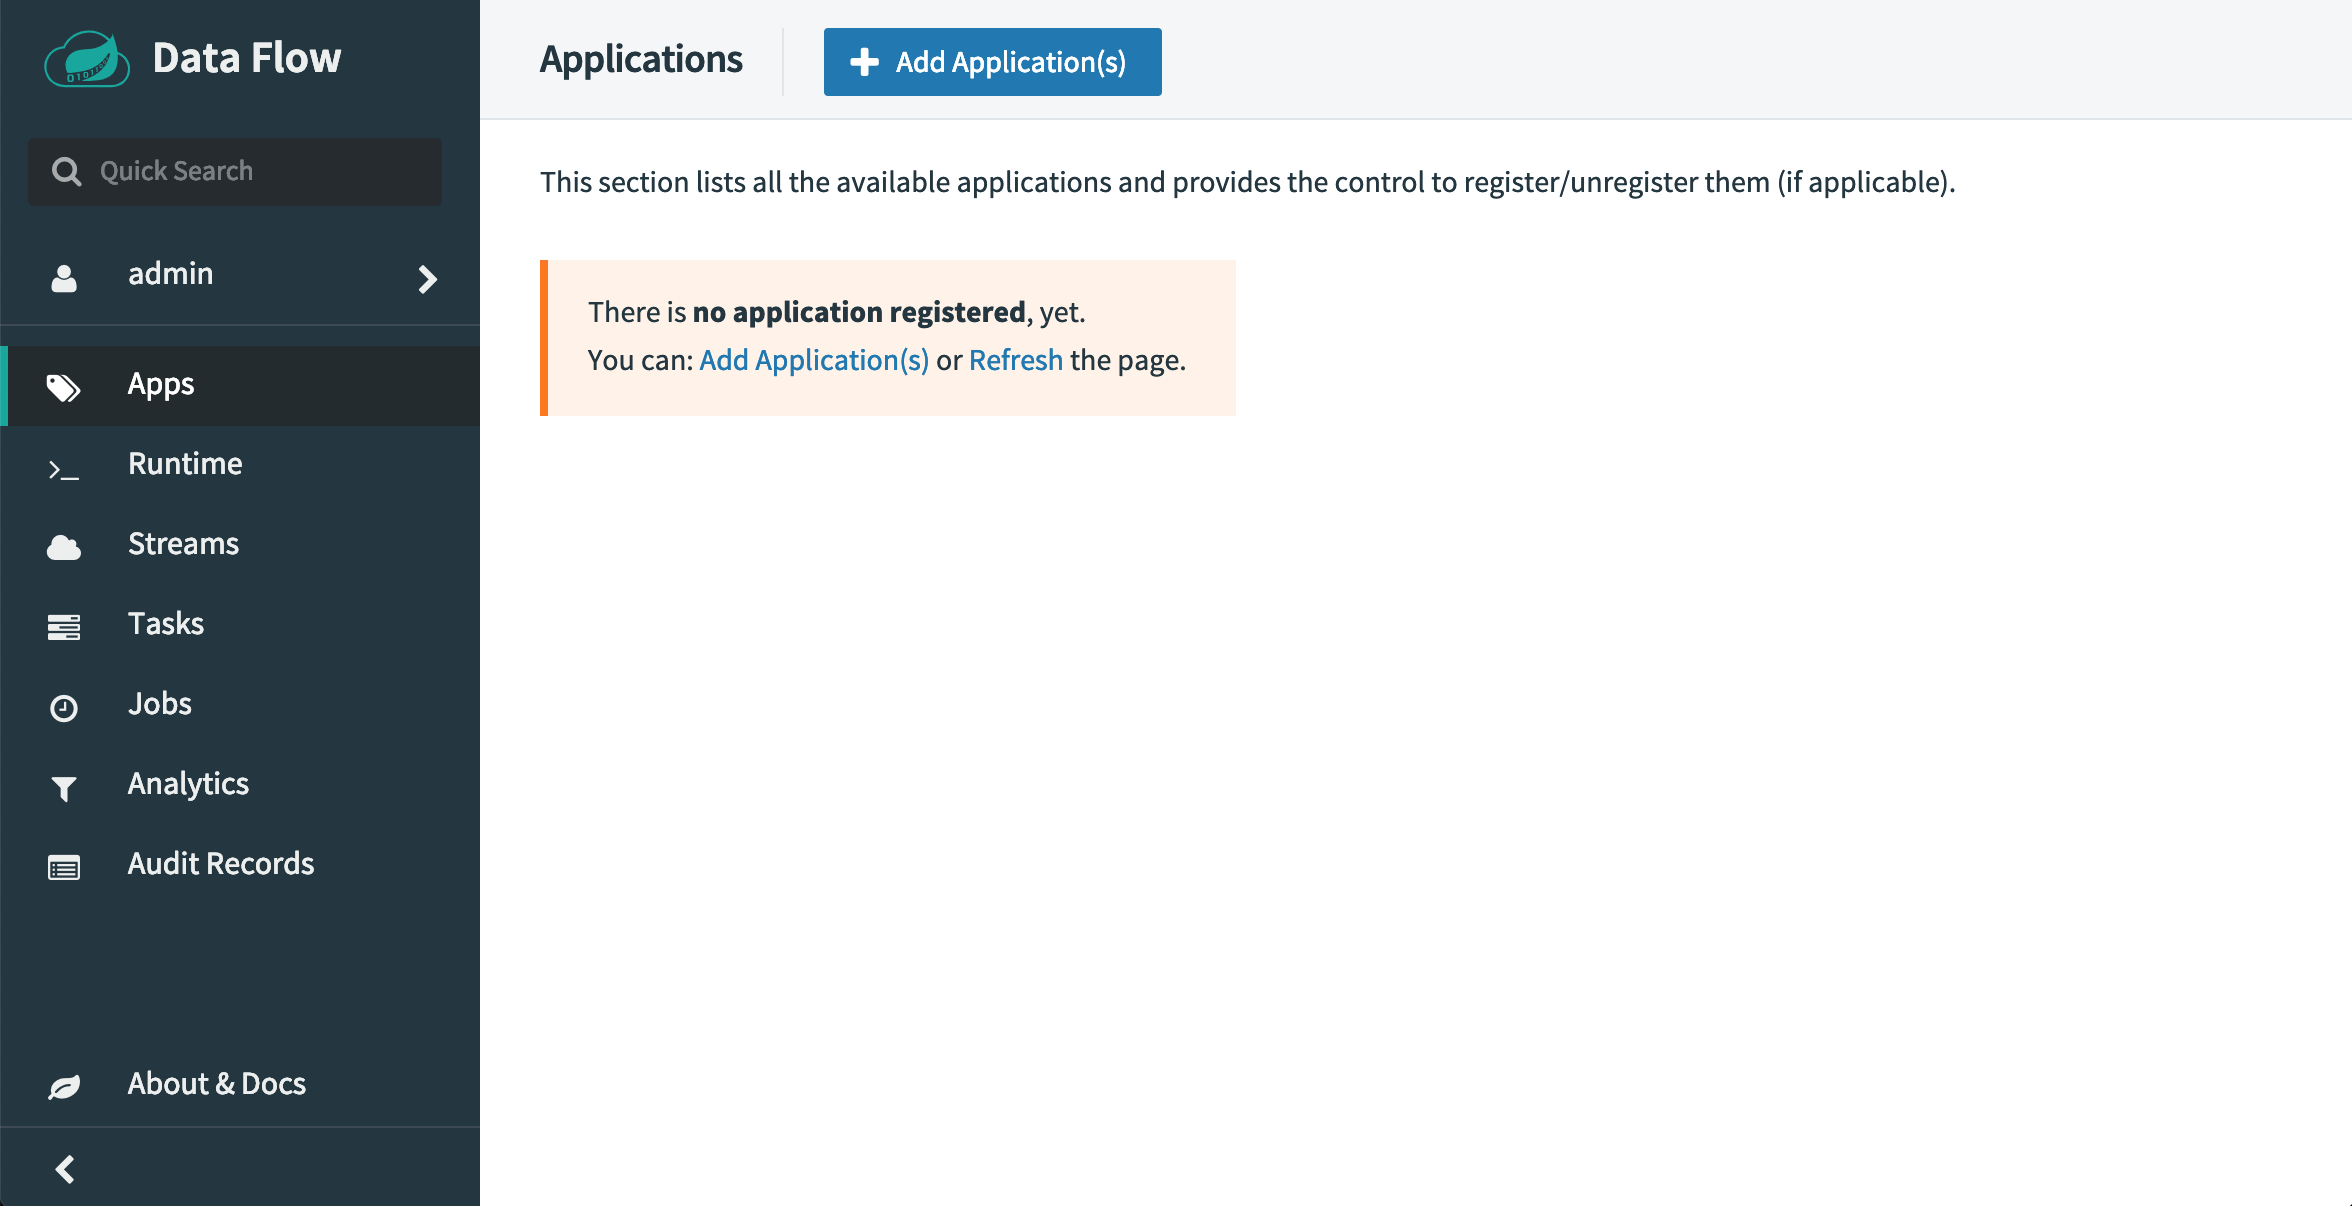 Data Flow
Quick Search
admin
Apps
Runtime
Streams
Tasks
Jobs
Analytics
Audit Records
About & Docs
Applications
Add Application(s)
This section lists all the available applications and provides the control to register/unregister them (if applicable).
There is no application registered, yet.
You can: Add Application(s) or Refresh the page.